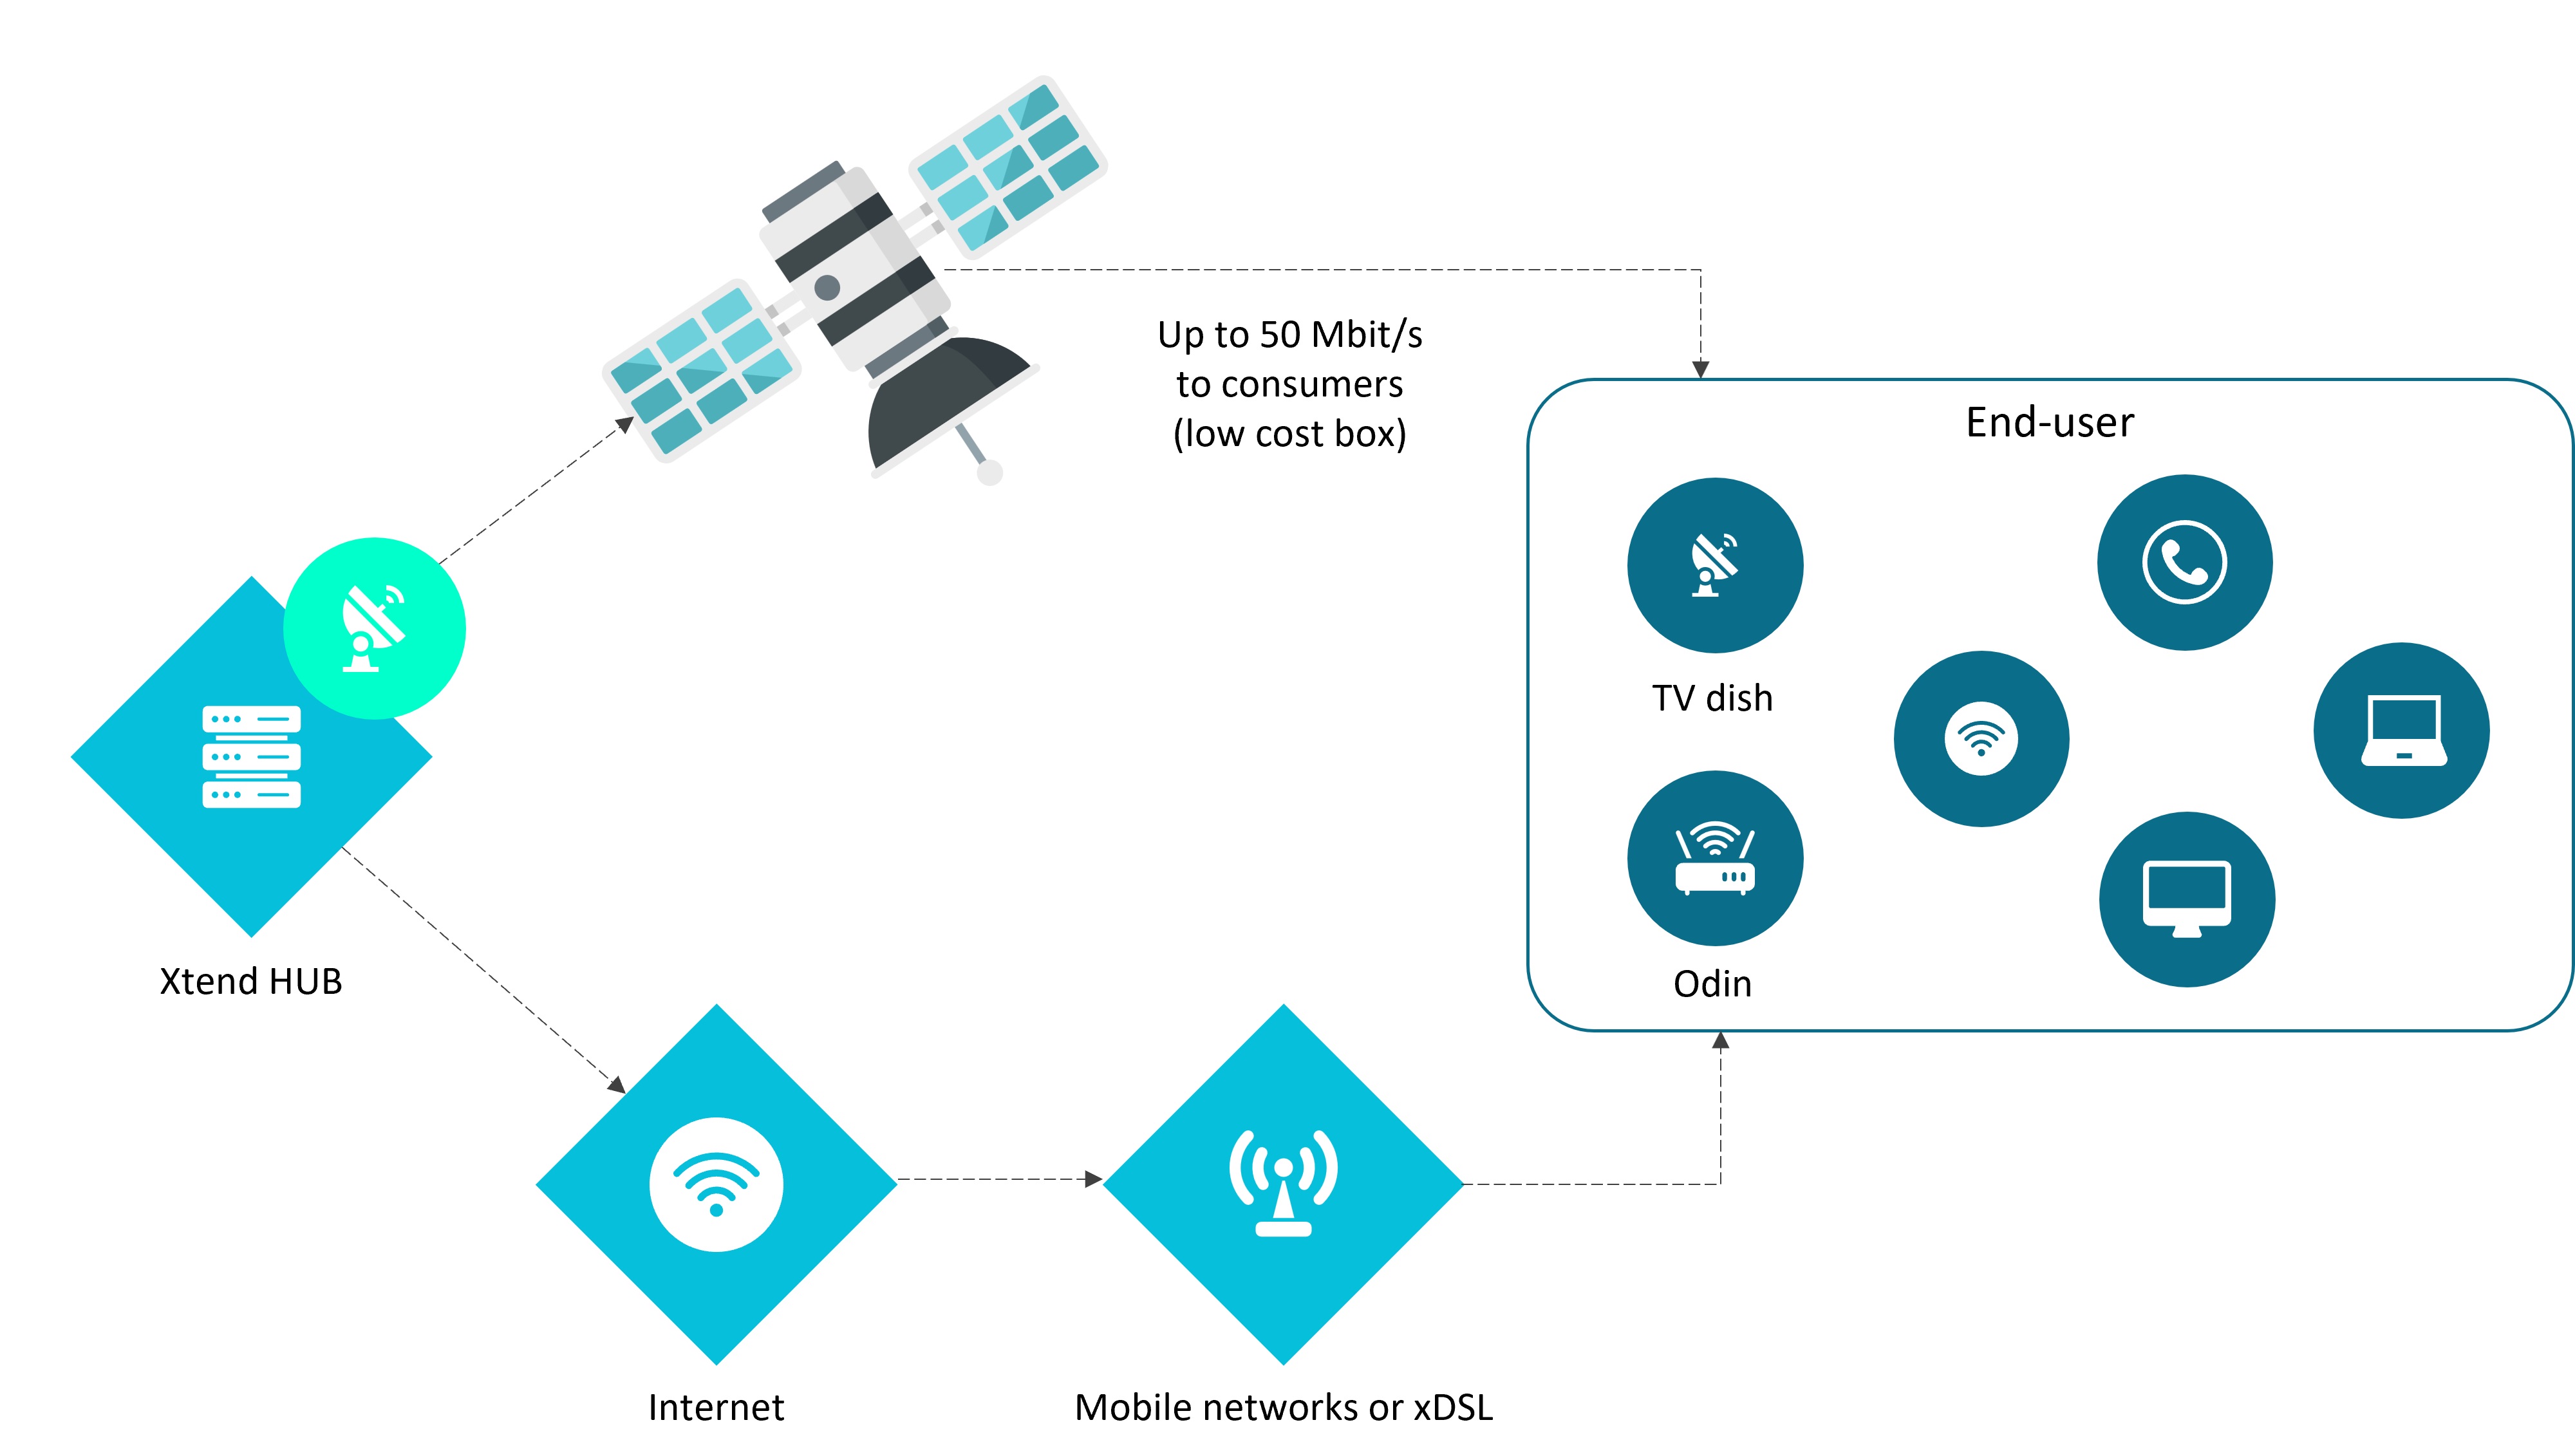 Up to 50 Mbit/s
to consumers
(low cost box)
End-user
TV dish
Odin
Xtend HUB
Internet
Mobile networks or xDSL